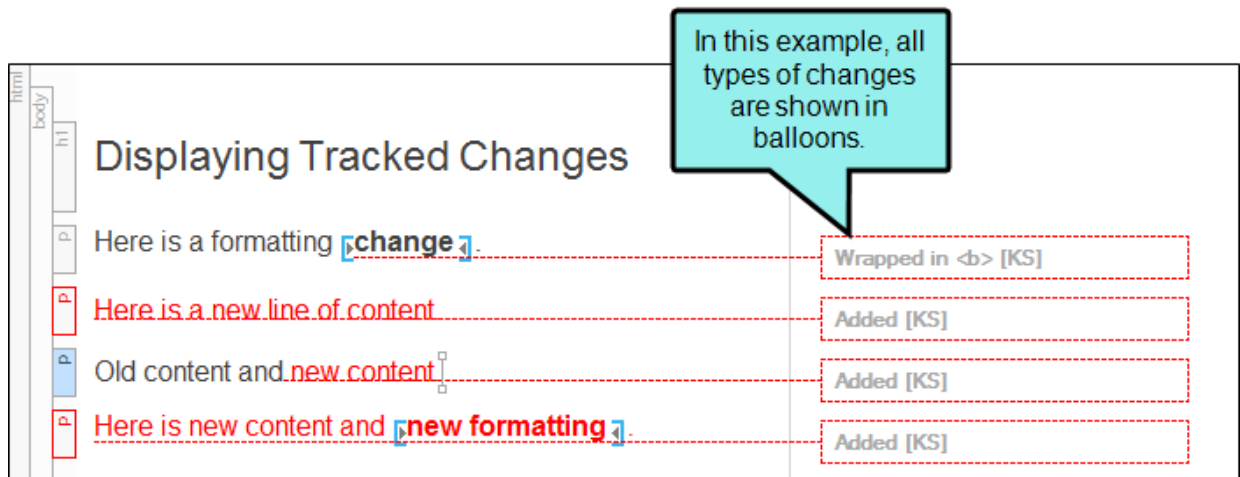 In this example, all
types of changes
are shown in
balloons.
html
body
h1
Displaying Tracked Changes
p
Here is a formatting change.
Wrapped in <b> [KS]
p
Here is a new line of content
Added [KS]
p
Old content and new content
Added [KS]
p
Here is new content and new formatting.
Added [KS]